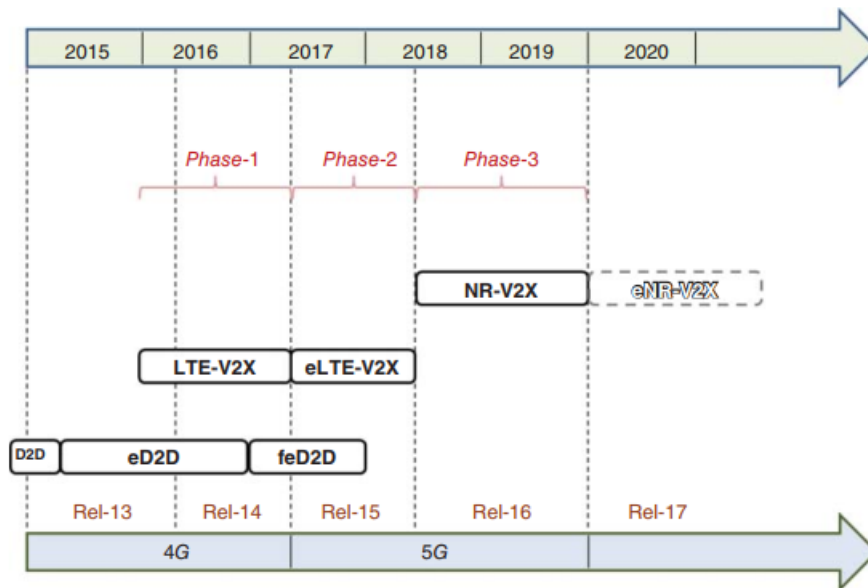 2015 2016 2017 2018 2019 2020
Phase-1 Phase-2 Phase-3
NR-V2X eNR-V2X
LTE-V2X eLTE-V2X
D2D eD2D feD2D
Rel-13 Rel-14 Rel-15 Rel-16 Rel-17
4G 5G